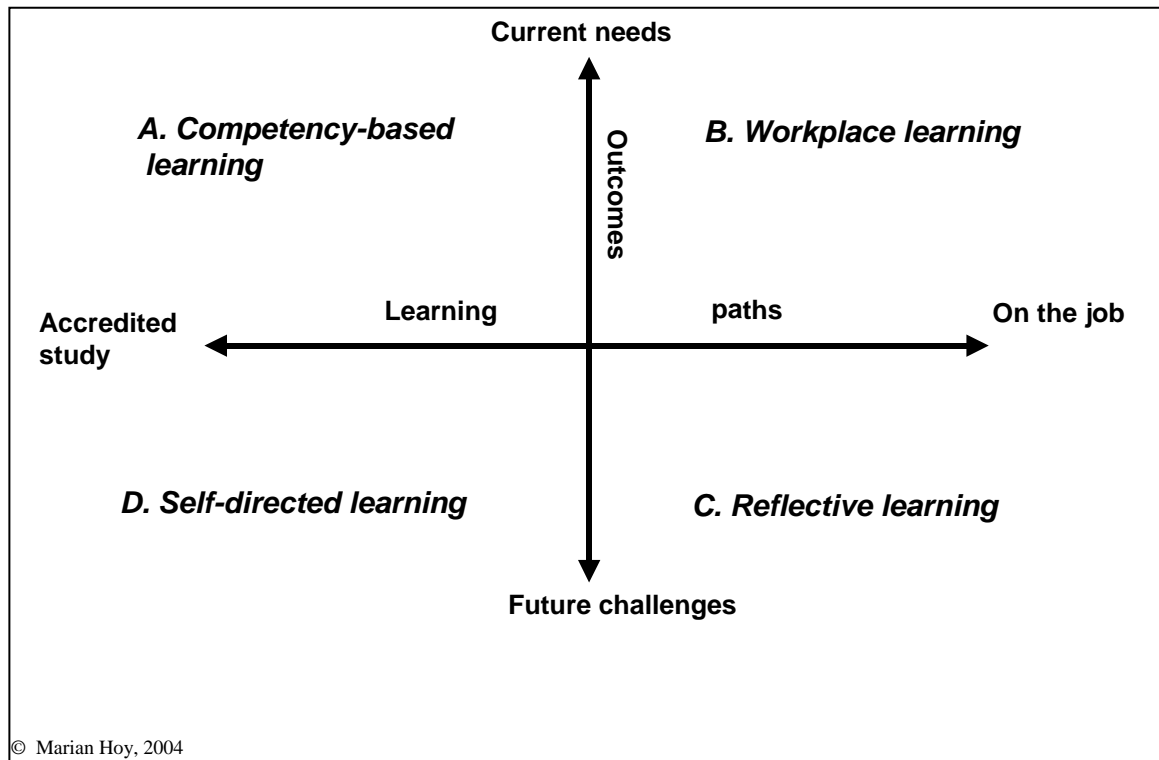 Current needs
A. Competency-based
learning
B. Workplace learning
Outcomes
Learning paths
On the job
Accredited
study
D. Self-directed learning
C. Reflective learning
Future challenges
© Marian Hoy, 2004